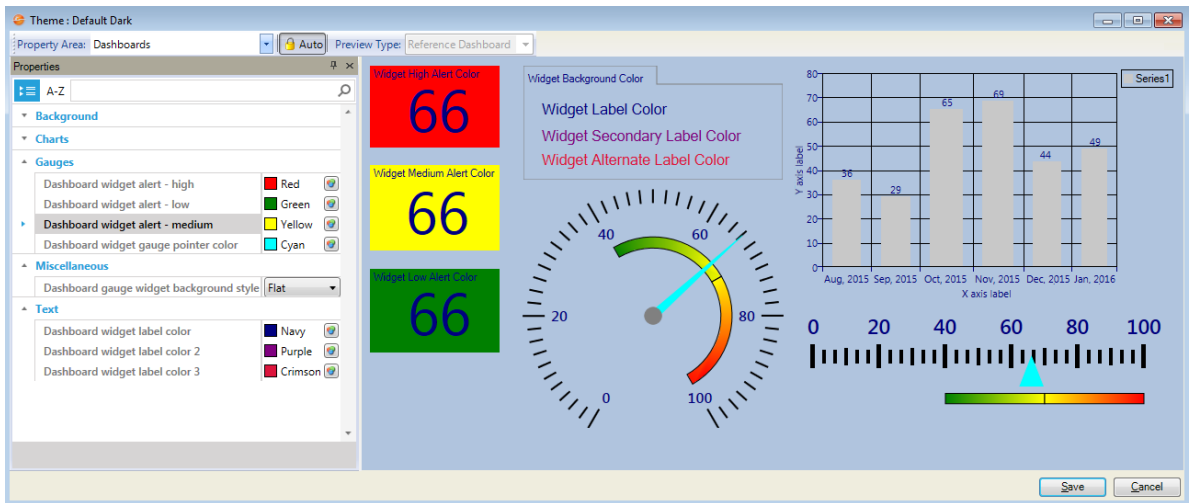 Theme : Default Dark
Property Area: Dashboards Auto Preview Type: Reference Dashboard
Properties
A-Z
Background
Charts
Gauges
Dashboard widget alert - high Red
Dashboard widget alert - low Green
Dashboard widget alert - medium Yellow
Dashboard widget gauge pointer color Cyan
Miscellaneous
Dashboard gauge widget background style Flat
Text
Dashboard widget label color Navy
Dashboard widget label color 2 Purple
Dashboard widget label color 3 Crimson
Widget High Alert Color
66
Widget Medium Alert Color
66
Widget Low Alert Color
66
Widget Background Color
Widget Label Color
Widget Secondary Label Color
Widget Alternate Label Color
0
20
40
60
80
100
Series1
Y axis label
80
70
60
50
40
30
20
10
0
36
29
65
69
44
49
Aug, 2015 Sep, 2015 Oct, 2015 Nov, 2015 Dec, 2015 Jan, 2016
X axis label
0 20 40 60 80 100
Save Cancel